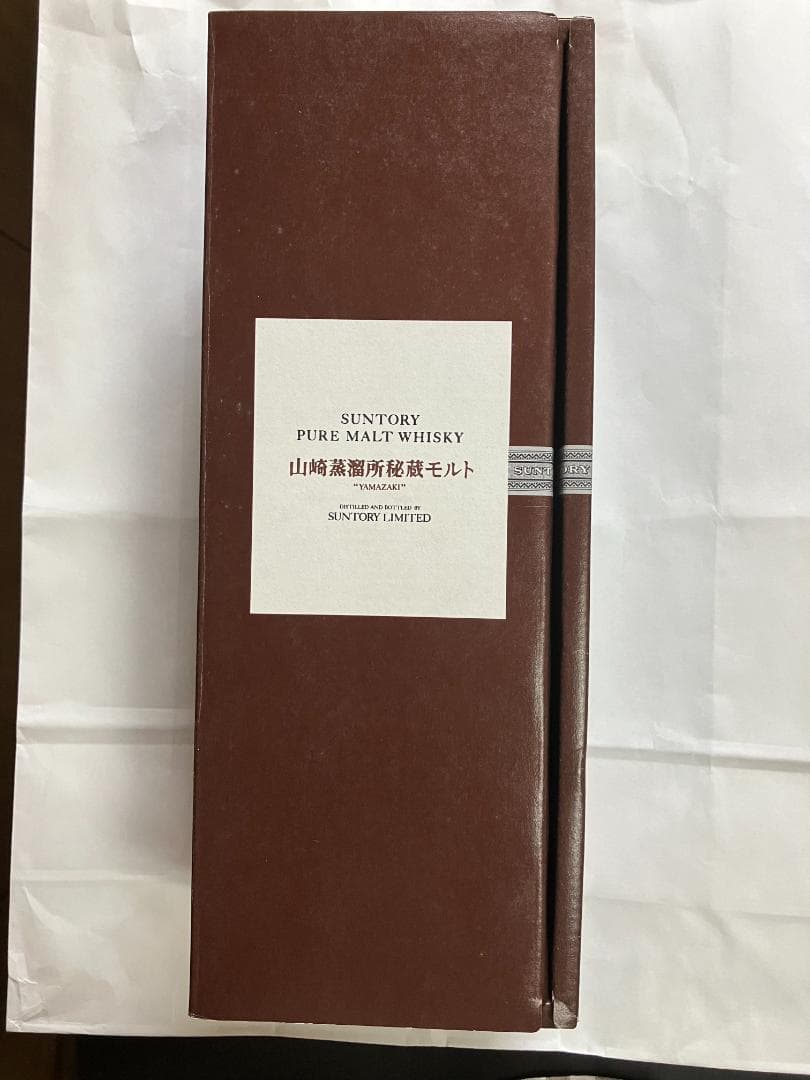 SUNTORY
PURE MALT WHISKY
山崎蒸溜所秘蔵モルト
"YAMAZAKI"
DISTILLED AND BOTTLED BY
SUNTORY LIMITED
SUNTORY